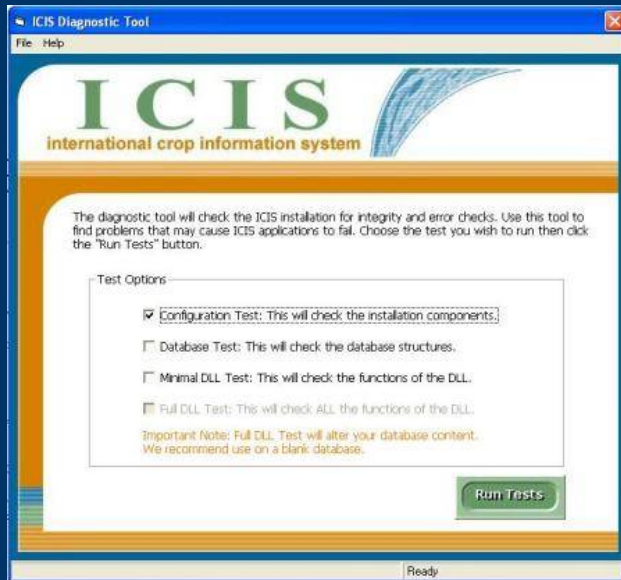 ICIS Diagnostic Tool
File Help
ICIS
international crop information system
The diagnostic tool will check the ICIS installation for integrity and error checks. Use this tool to
find problems that may cause ICIS applications to fail. Choose the test you wish to run then click
the "Run Tests" button.
Test Options
Configuration Test: This will check the installation components.
Database Test: This will check the database structures.
Minimal DLL Test: This will check the functions of the DLL.
Full DLL Test: This will check ALL the functions of the DLL.
Important Note: Full DLL Test will alter your database content.
We recommend use on a blank database.
Run Tests
Ready